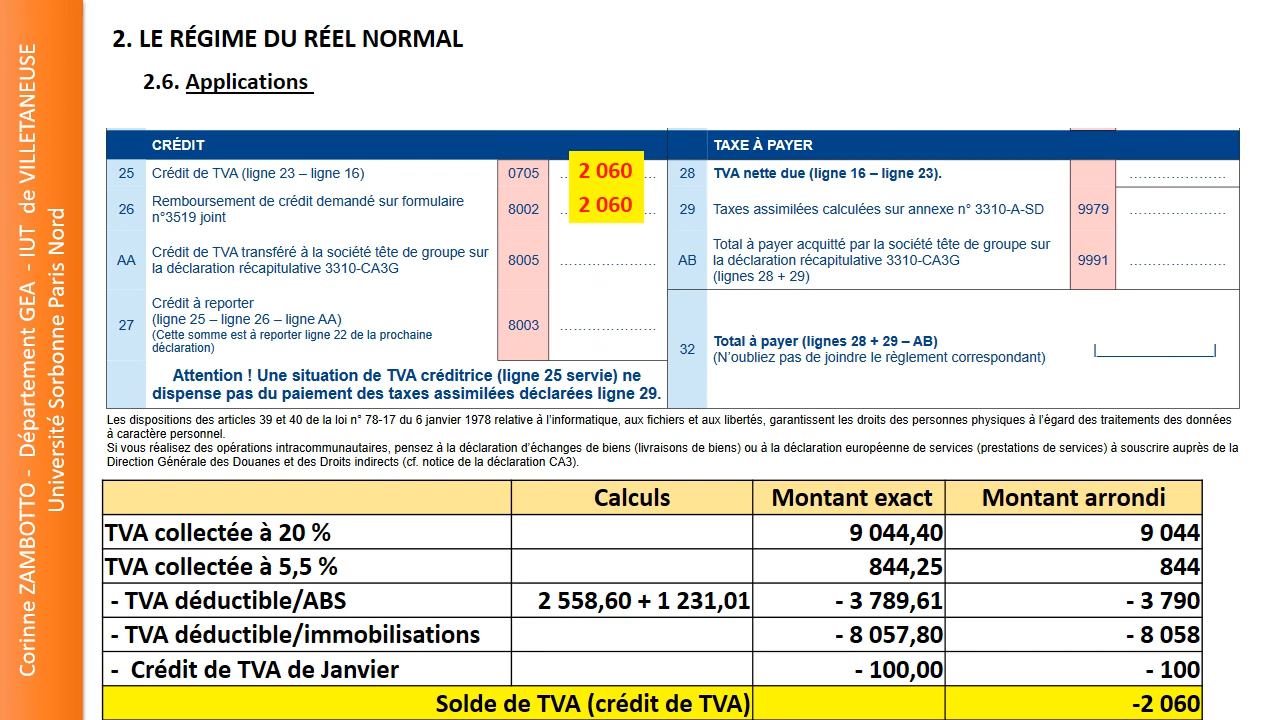 Corinne ZAMBOTTO - Département GEA - IUT de VILLETANEUSE
Université Sorbonne Paris Nord
2. LE RÉGIME DU RÉEL NORMAL
2.6. Applications
CRÉDIT
25 Crédit de TVA (ligne 23 – ligne 16) 0705 2 060
26 Remboursement de crédit demandé sur formulaire
n°3519 joint 8002 2 060
AA Crédit de TVA transféré à la société tête de groupe sur
la déclaration récapitulative 3310-CA3G 8005 ........................
27 Crédit à reporter
(ligne 25 – ligne 26 – ligne AA)
(Cette somme est à reporter ligne 22 de la prochaine
déclaration) 8003 ........................
Attention ! Une situation de TVA créditrice (ligne 25 servie) ne
dispense pas du paiement des taxes assimilées déclarées ligne 29.
TAXE À PAYER
28 TVA nette due (ligne 16 – ligne 23). ........................
29 Taxes assimilées calculées sur annexe n° 3310-A-SD 9979 ........................
AB Total à payer acquitté par la société tête de groupe sur
la déclaration récapitulative 3310-CA3G
(lignes 28 + 29) 9991 ........................
32 Total à payer (lignes 28 + 29 – AB)
(N'oubliez pas de joindre le règlement correspondant) |__________________|
Les dispositions des articles 39 et 40 de la loi n° 78-17 du 6 janvier 1978 relative à l'informatique, aux fichiers et aux libertés, garantissent les droits des personnes physiques à l'égard des traitements des données
à caractère personnel.
Si vous réalisez des opérations intracommunautaires, pensez à la déclaration d'échanges de biens (livraisons de biens) ou à la déclaration européenne de services (prestations de services) à souscrire auprès de la
Direction Générale des Douanes et des Droits indirects (cf. notice de la déclaration CA3).
Calculs Montant exact Montant arrondi
TVA collectée à 20 % 9 044,40 9 044
TVA collectée à 5,5 % 844,25 844
- TVA déductible/ABS 2 558,60 + 1 231,01 - 3 789,61 - 3 790
- TVA déductible/immobilisations - 8 057,80 - 8 058
- Crédit de TVA de Janvier - 100,00 - 100
Solde de TVA (crédit de TVA) -2 060